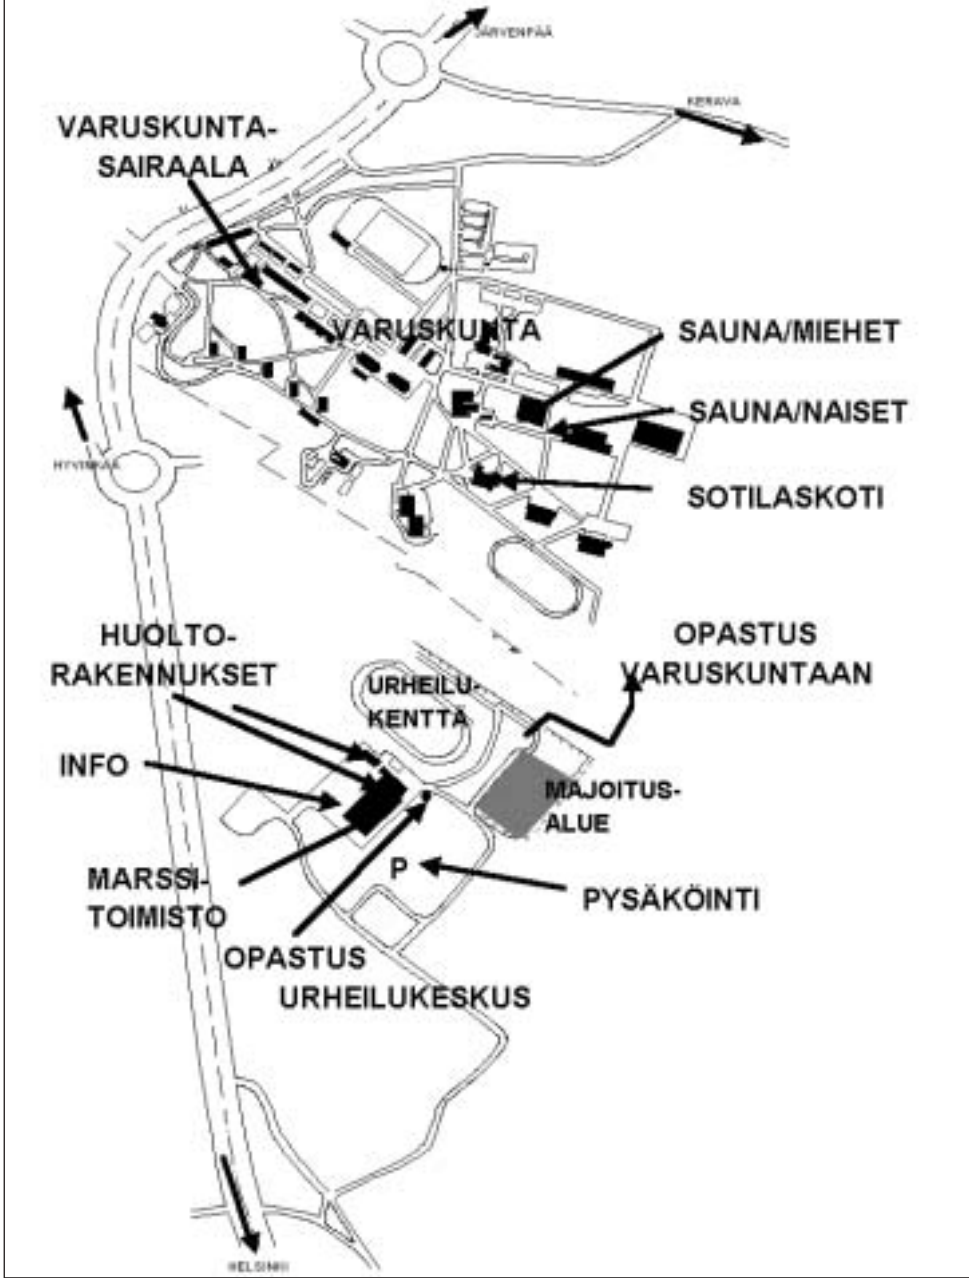 JÄRVENPÄÄ
KERAVA
VARUSKUNTA-
SAIRAALA
VARUSKUNTA
SAUNA/MIEHET
SAUNA/NAISET
HYVINKÄÄ
SOTILASKOTI
HUOLTO-
RAKENNUKSET
OPASTUS
VARUSKUNTAAN
URHEILU-
KENTTÄ
INFO
MAJOITUS-
ALUE
P
MARSSI-
TOIMISTO
PYSÄKÖINTI
OPASTUS
URHEILUKESKUS
HELSINKI